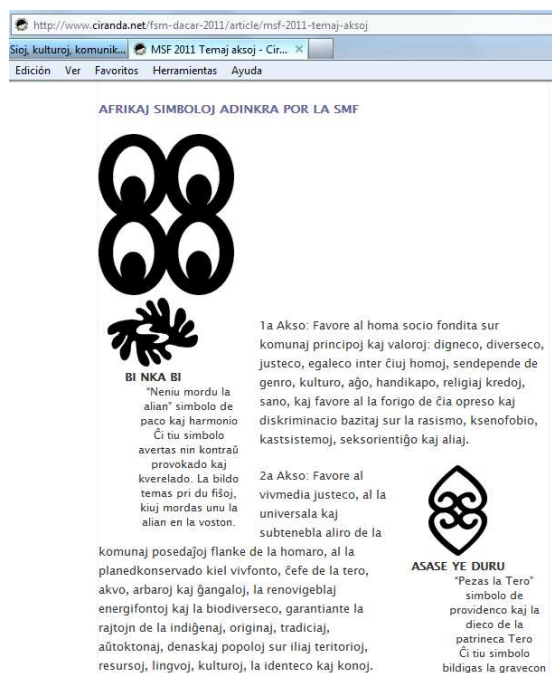 http://www.ciranda.net/fsm-dacar-2011/article/msf-2011-temaj-aksoj
Sioj, kulturoj, komunik...
MSF 2011 Temaj aksoj - Cir...
Edición Ver Favoritos Herramientas Ayuda
AFRIKAJ SIMBOLOJ ADINKRA POR LA SMF
BI NKA BI
"Neniu mordu la
alian" simbolo de
paco kaj harmonio
Ĉi tiu simbolo
avertas nin kontraŭ
provokado kaj
kverelado. La bildo
temas pri du fiŝoj,
kiuj mordas unu la
alian en la voston.
1a Akso: Favore al homa socio fondita sur
komunaj principoj kaj valoroj: digneco, diverseco,
justeco, egaleco inter ĉiuj homoj, sendepende de
genro, kulturo, aĝo, handikapo, religiaj kredoj,
sano, kaj favore al la forigo de ĉia opreso kaj
diskriminacio bazitaj sur la rasismo, ksenofobio,
kastsistemoj, seksorientiĝo kaj aliaj.
2a Akso: Favore al
vivmedia justeco, al la
universala kaj
subtenebla aliro de la
komunaj posedaĵoj flanke de la homaro, al la
planedkonservado kiel vivfonto, ĉefe de la tero,
akvo, arbaroj kaj ĝangaloj, la renovigeblaj
energifontoj kaj la biodiverseco, garantiante la
rajtojn de la indiĝenaj, originaj, tradiciaj,
aŭtoktonaj, denaskaj popoloj sur iliaj teritorioj,
resursoj, lingvoj, kulturoj, la identeco kaj konoj.
ASASE YE DURU
"Pezas la Tero"
simbolo de
providenco kaj la
dieco de la
patrineca Tero
Ĉi tiu simbolo
bildigas la gravecon